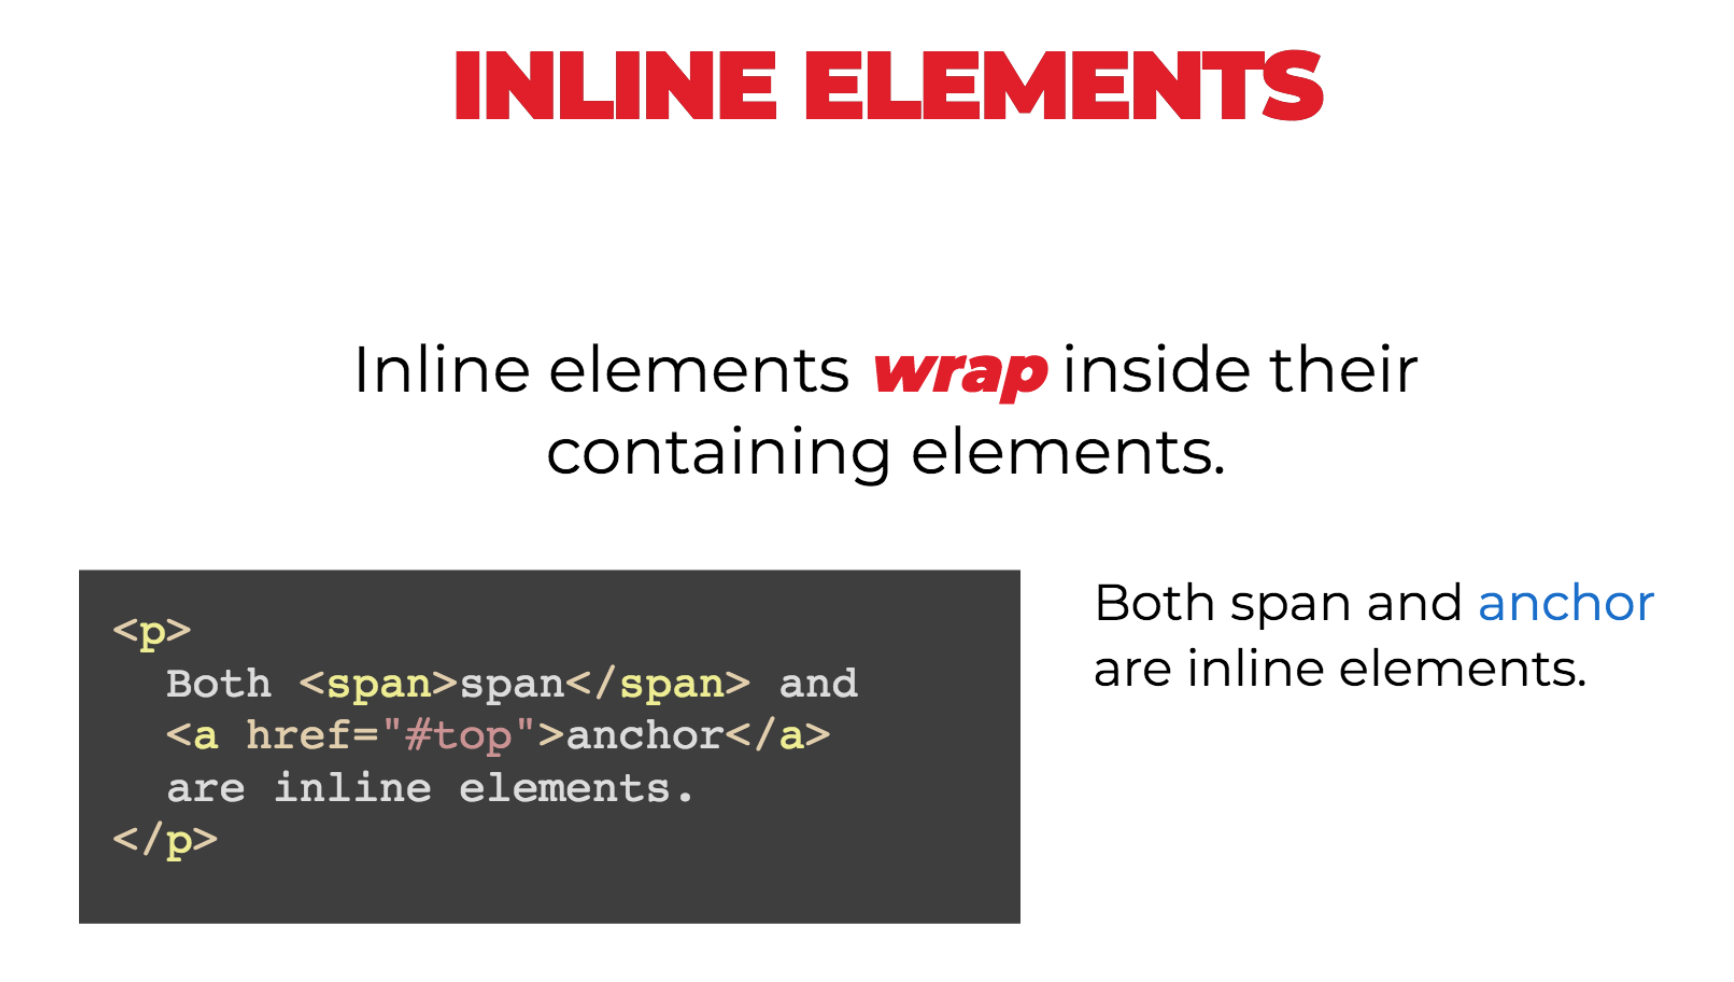 INLINE ELEMENTS
Inline elements wrap inside their
containing elements.
<p>
Both <span>span</span> and
<a href="#top">anchor</a>
are inline elements.
</p>
Both span and anchor
are inline elements.